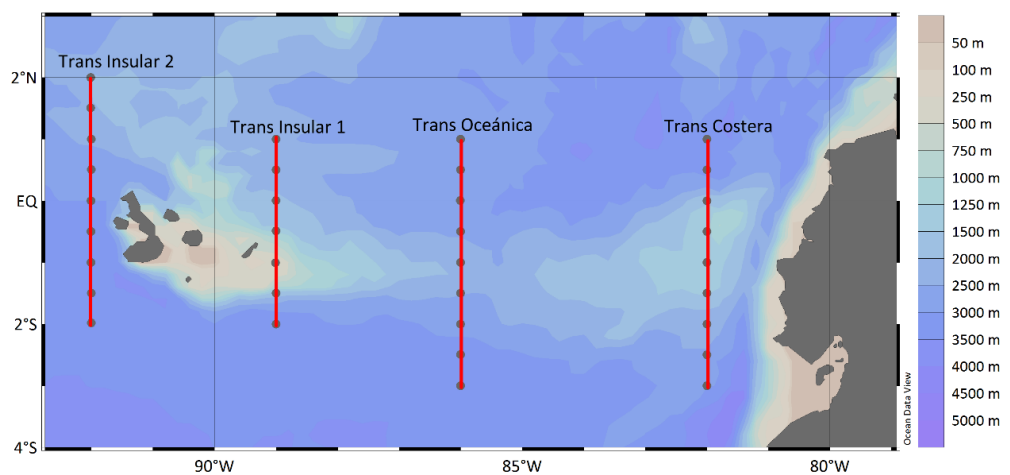 Trans Insular 2
Trans Insular 1
Trans Oceánica
Trans Costera
2°N
EQ
2°S
4°S
90°W
85°W
80°W
Ocean Data View
50 m
100 m
250 m
500 m
750 m
1000 m
1250 m
1500 m
2000 m
2500 m
3000 m
3500 m
4000 m
4500 m
5000 m